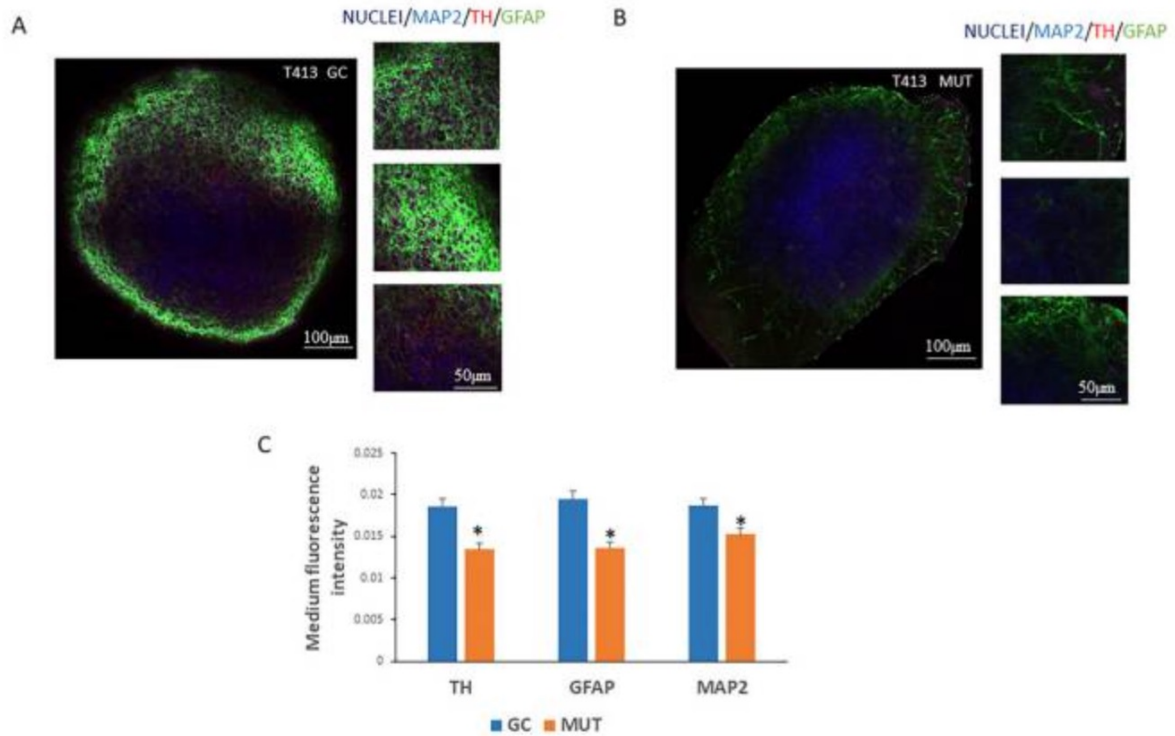 A
NUCLEI/MAP2/TH/GFAP
T413 GC
100µm
50µm
B
NUCLEI/MAP2/TH/GFAP
T413 MUT
100µm
50µm
C
Medium fluorescence
intensity
0.025
0.02
0.015
0.01
0.005
0
*
*
*
TH GFAP MAP2
GC MUT